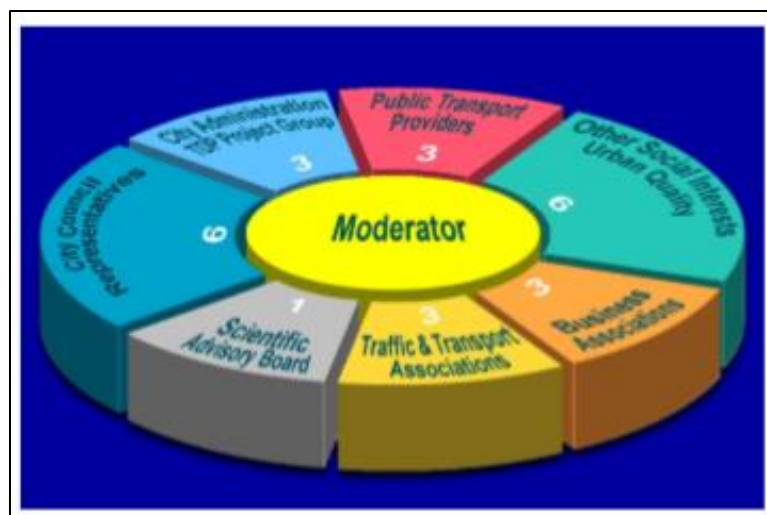 City Administration
TDP Project Group
3
Public Transport
Providers
3
Other Social Interests
Urban Quality
6
City Council
Representatives
6
Moderator
Scientific
Advisory Board
1
Traffic & Transport
Associations
3
Business
Associations
3